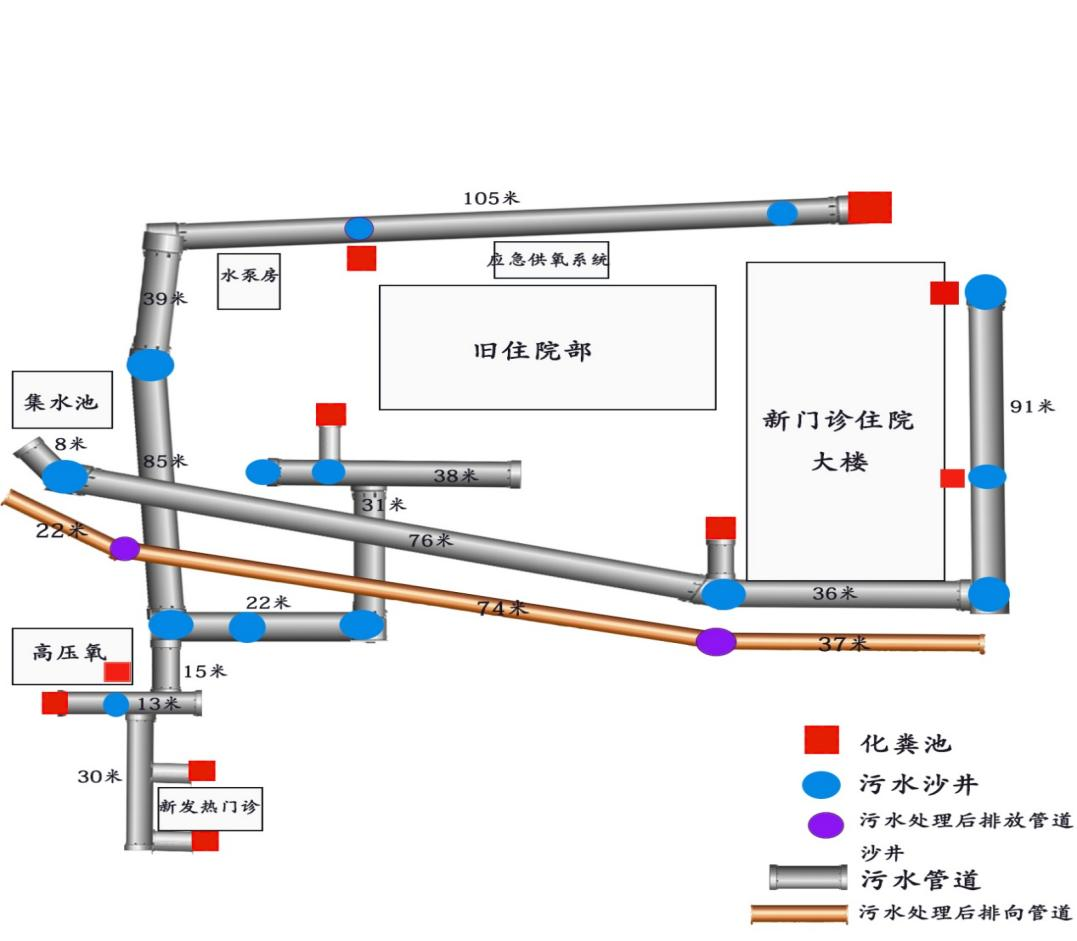 105米
水泵房
应急供氧系统
39米
旧住院部
集水池
91米
新门诊住院
大楼
8米
85米
38米
31米
22米
76米
22米
74米
36米
37米
高压氧
15米
13米
30米
新发热门诊
化粪池
污水沙井
污水处理后排放管道
沙井
污水管道
污水处理后排向管道